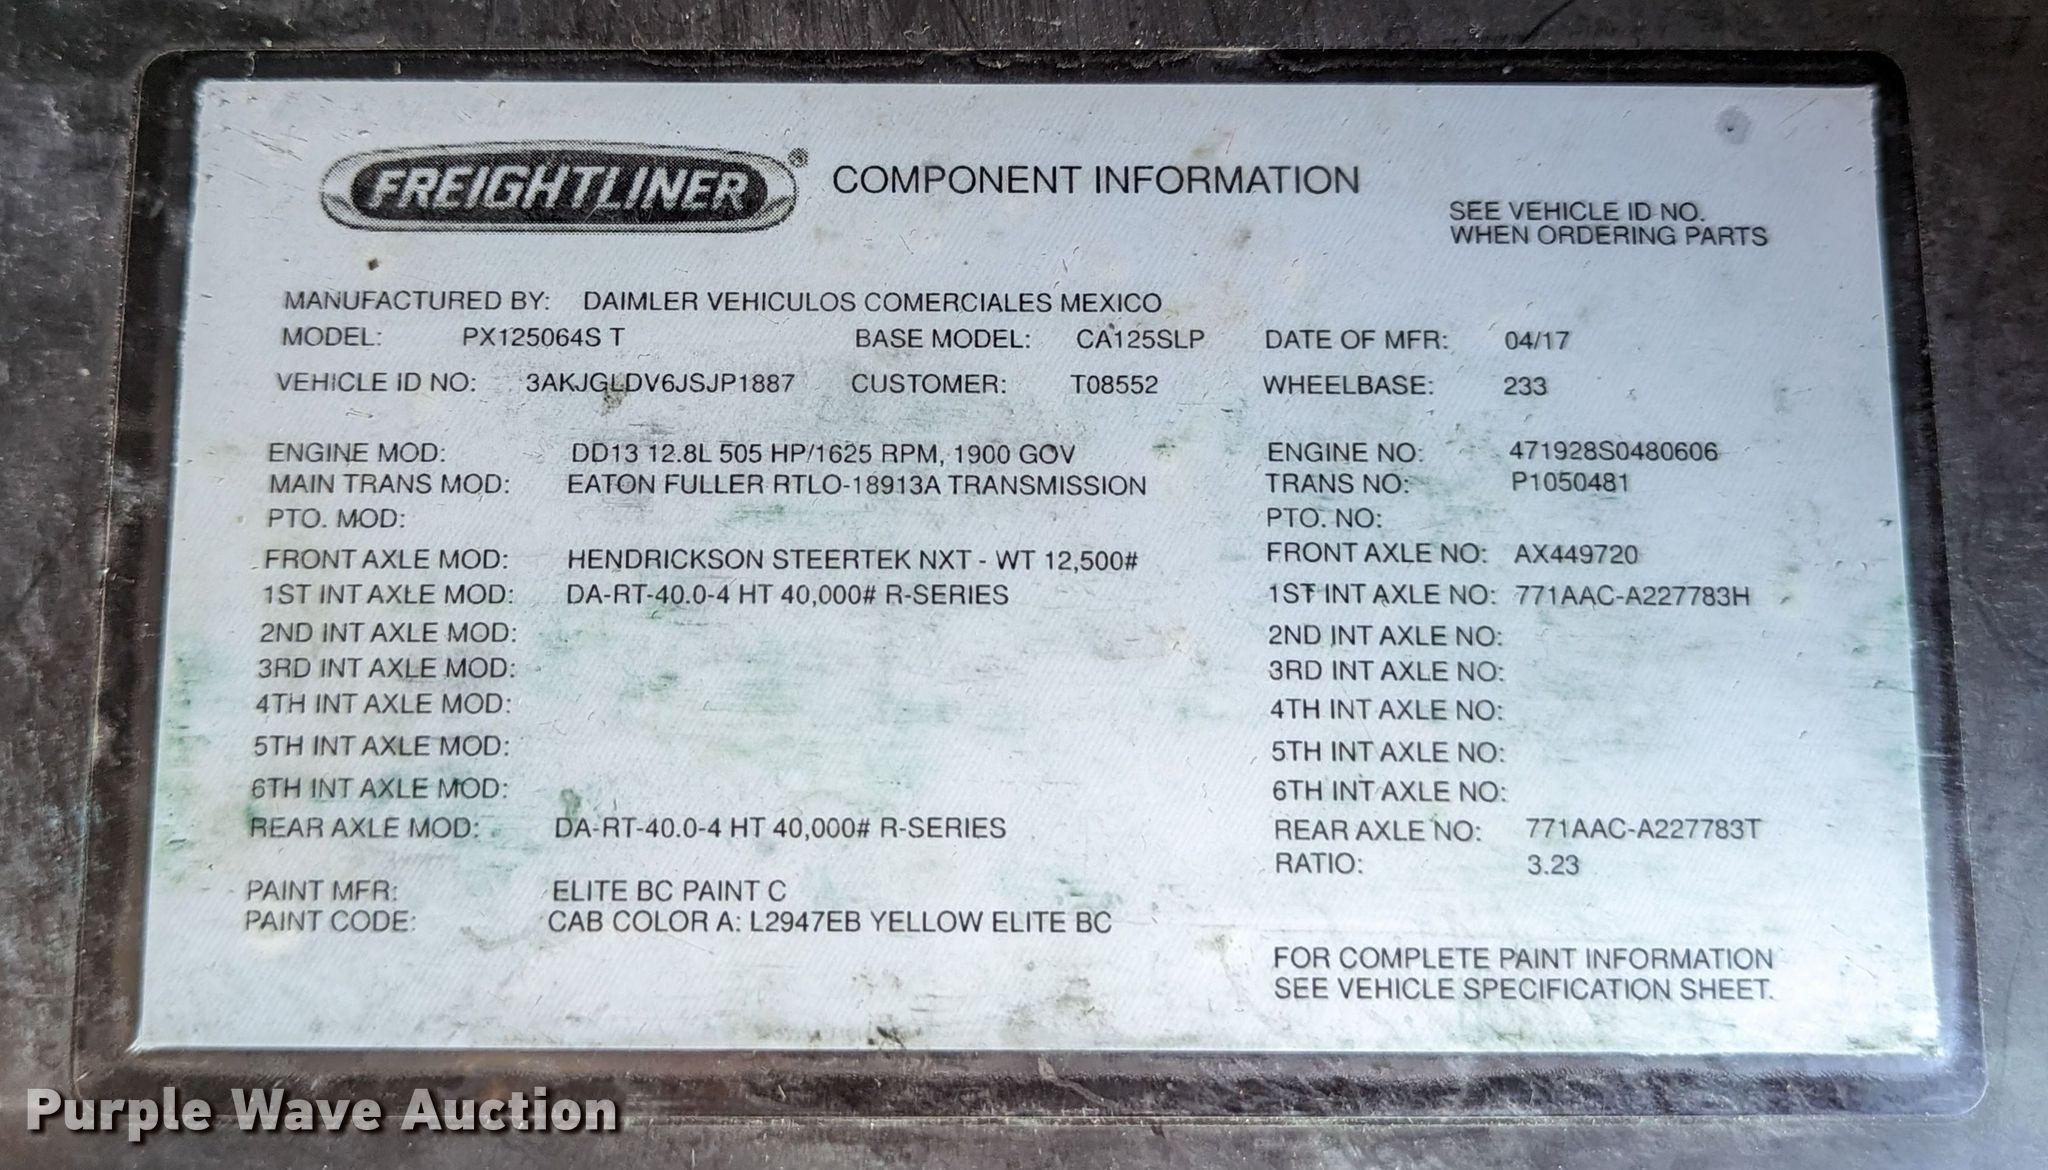 FREIGHTLINER® COMPONENT INFORMATION
SEE VEHICLE ID NO.
WHEN ORDERING PARTS
MANUFACTURED BY: DAIMLER VEHICULOS COMERCIALES MEXICO
MODEL: PX125064S T BASE MODEL: CA125SLP DATE OF MFR: 04/17
VEHICLE ID NO: 3AKJGLDV6JSJP1887 CUSTOMER: T08552 WHEELBASE: 233
ENGINE MOD: DD13 12.8L 505 HP/1625 RPM, 1900 GOV ENGINE NO: 471928S0480606
MAIN TRANS MOD: EATON FULLER RTLO-18913A TRANSMISSION TRANS NO: P1050481
PTO. MOD: PTO. NO:
FRONT AXLE MOD: HENDRICKSON STEERTEK NXT - WT 12,500# FRONT AXLE NO: AX449720
1ST INT AXLE MOD: DA-RT-40.0-4 HT 40,000# R-SERIES 1ST INT AXLE NO: 771AAC-A227783H
2ND INT AXLE MOD: 2ND INT AXLE NO:
3RD INT AXLE MOD: 3RD INT AXLE NO:
4TH INT AXLE MOD: 4TH INT AXLE NO:
5TH INT AXLE MOD: 5TH INT AXLE NO:
6TH INT AXLE MOD: 6TH INT AXLE NO:
REAR AXLE MOD: DA-RT-40.0-4 HT 40,000# R-SERIES REAR AXLE NO: 771AAC-A227783T
RATIO: 3.23
PAINT MFR: ELITE BC PAINT C
PAINT CODE: CAB COLOR A: L2947EB YELLOW ELITE BC
FOR COMPLETE PAINT INFORMATION
SEE VEHICLE SPECIFICATION SHEET.
Purple Wave Auction